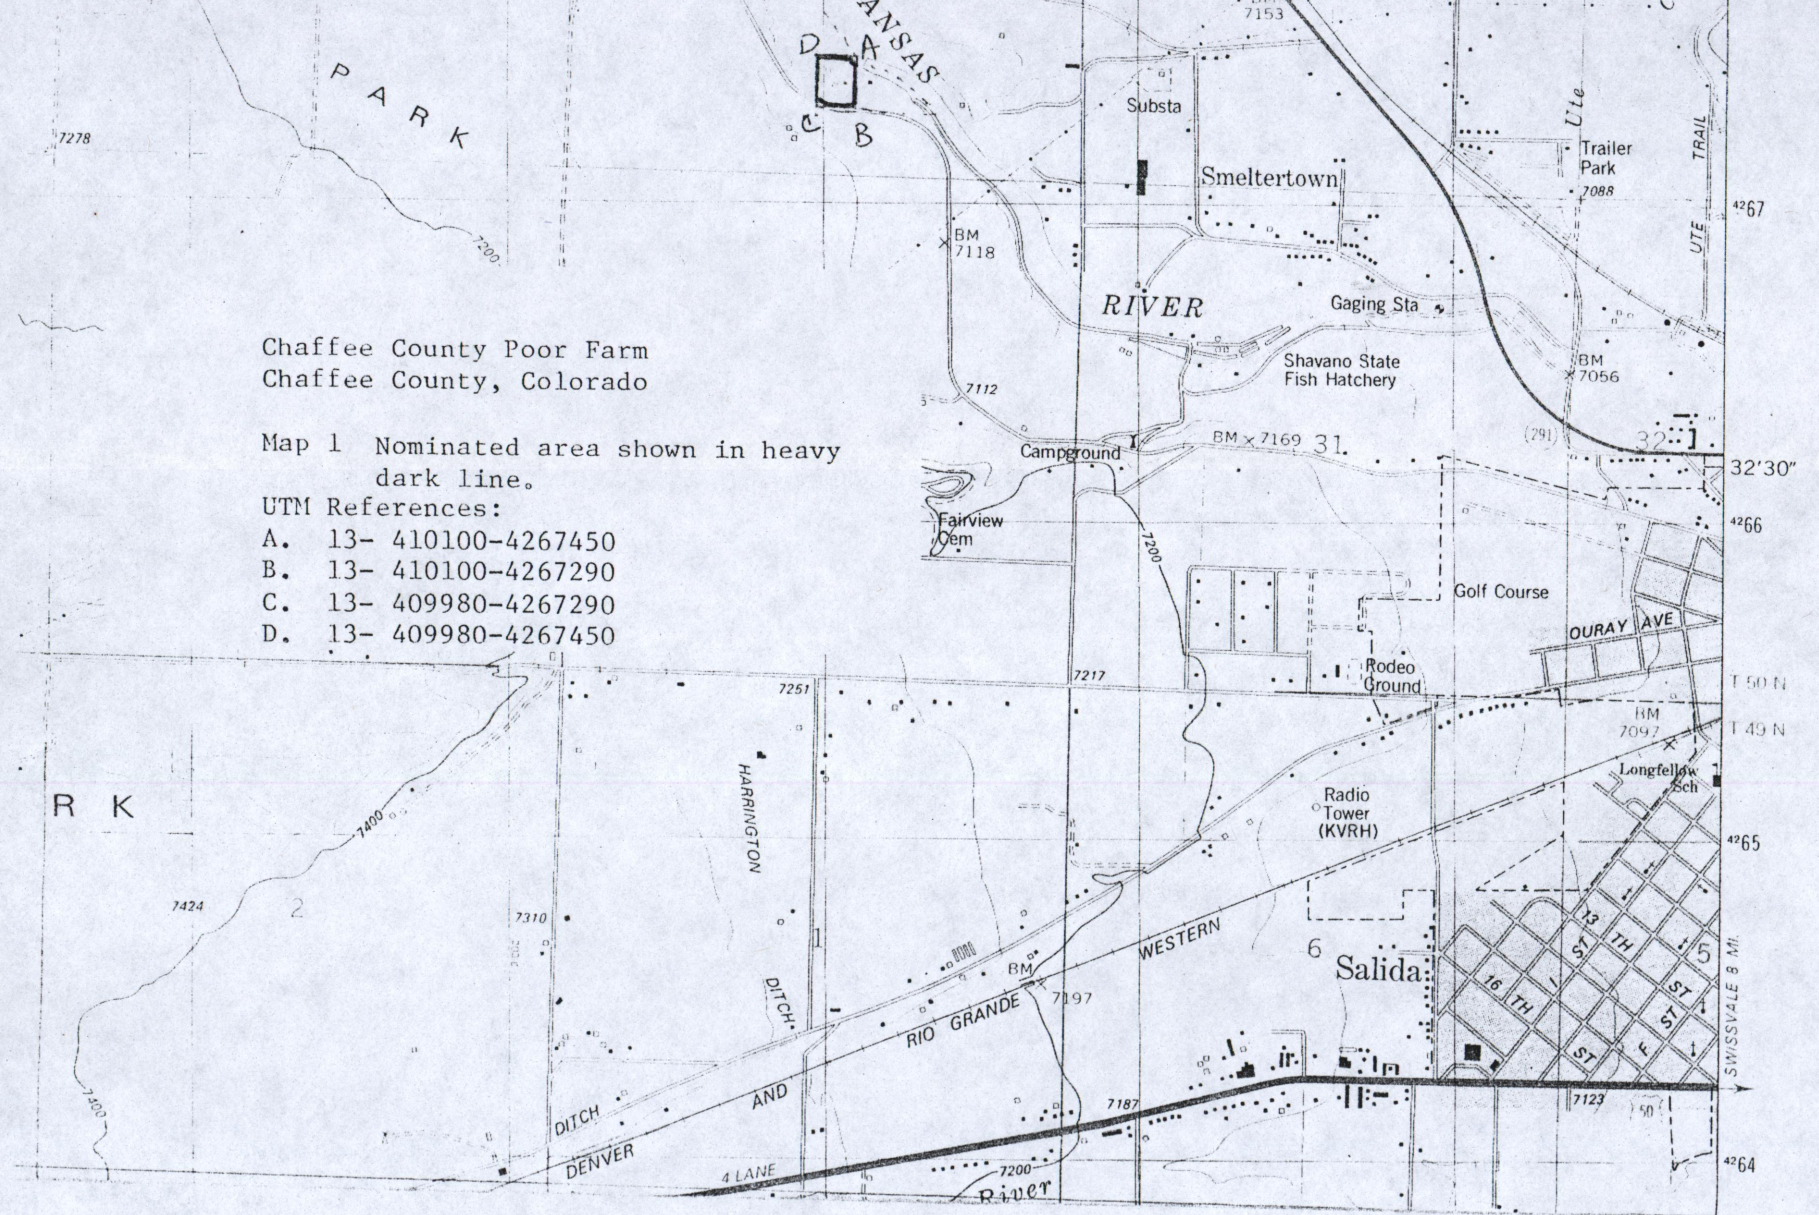 ANSAS
BM
7153
D
A
P A R K
Substa
C
B
7278
Ute
Trailer
Park
7088
UTE TRAIL
Smeltertown
4267
7200
BM
7118
RIVER
Gaging Sta
Chaffee County Poor Farm
Chaffee County, Colorado
Shavano State
Fish Hatchery
BM
7056
7112
Map 1 Nominated area shown in heavy
dark line.
UTM References:
A. 13- 410100-4267450
B. 13- 410100-4267290
C. 13- 409980-4267290
D. 13- 409980-4267450
Campground
BM 7169
31
(291)
32
32'30"
Fairview
Cem
7200
4266
Golf Course
OURAY AVE
Rodeo
Ground
7251
7217
T 50 N
BM
7097
T 49 N
Longfellow
Sch
R K
HARRINGTON
DITCH
7400
Radio
Tower
(KVRH)
4265
7424
2
7310
1
6
5
Salida
WESTERN
BM
7197
RIO GRANDE
AND
DENVER
DITCH
13 TH ST
16 TH ST
I ST
F ST
SWISSVALE 8 MI.
7400
7187
7123
50
4 LANE
7200
River
4264